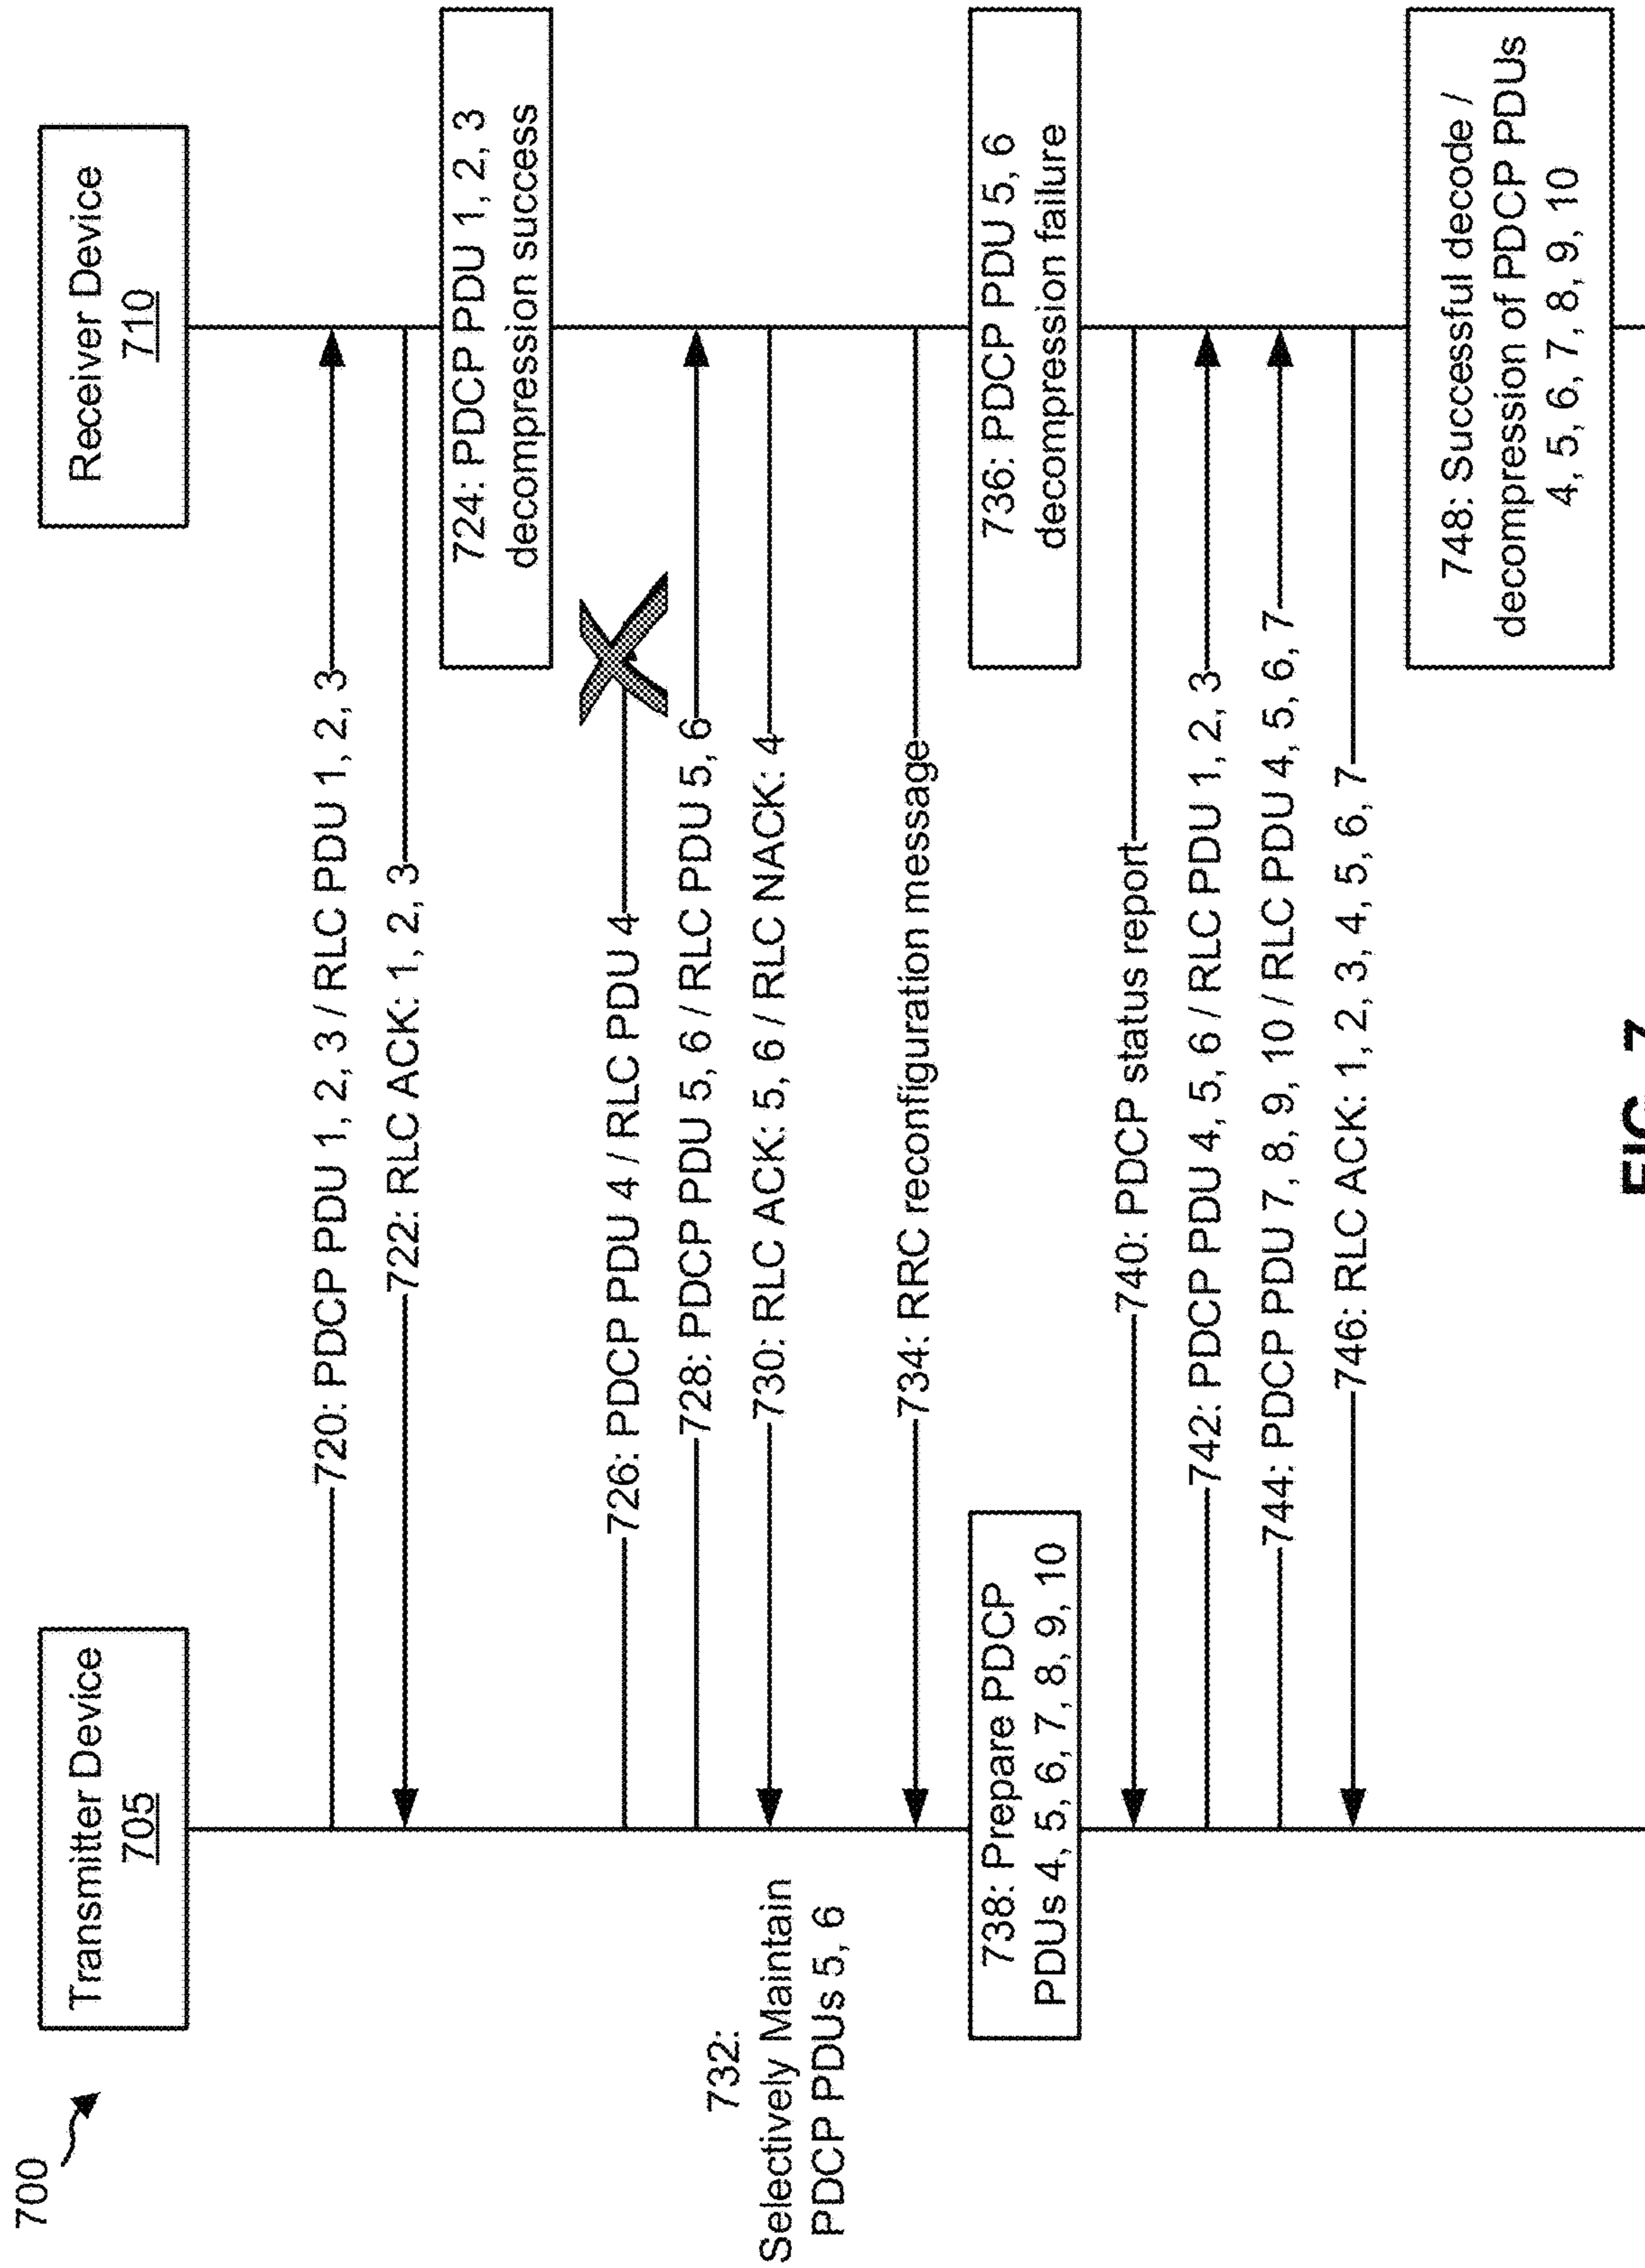 700
Transmitter Device
705
Receiver Device
710
720: PDCP PDU 1, 2, 3 / RLC PDU 1, 2, 3
722: RLC ACK: 1, 2, 3
724: PDCP PDU 1, 2, 3
decompression success
726: PDCP PDU 4 / RLC PDU 4
728: PDCP PDU 5, 6 / RLC PDU 5, 6
730: RLC ACK: 5, 6 / RLC NACK: 4
732:
Selectively Maintain
PDCP PDUs 5, 6
734: RRC reconfiguration message
736: PDCP PDU 5, 6
decompression failure
738: Prepare PDCP
PDUs 4, 5, 6, 7, 8, 9, 10
740: PDCP status report
742: PDCP PDU 4, 5, 6 / RLC PDU 1, 2, 3
744: PDCP PDU 7, 8, 9, 10 / RLC PDU 4, 5, 6, 7
746: RLC ACK: 1, 2, 3, 4, 5, 6, 7
748: Successful decode /
decompression of PDCP PDUs
4, 5, 6, 7, 8, 9, 10
FIG. 7